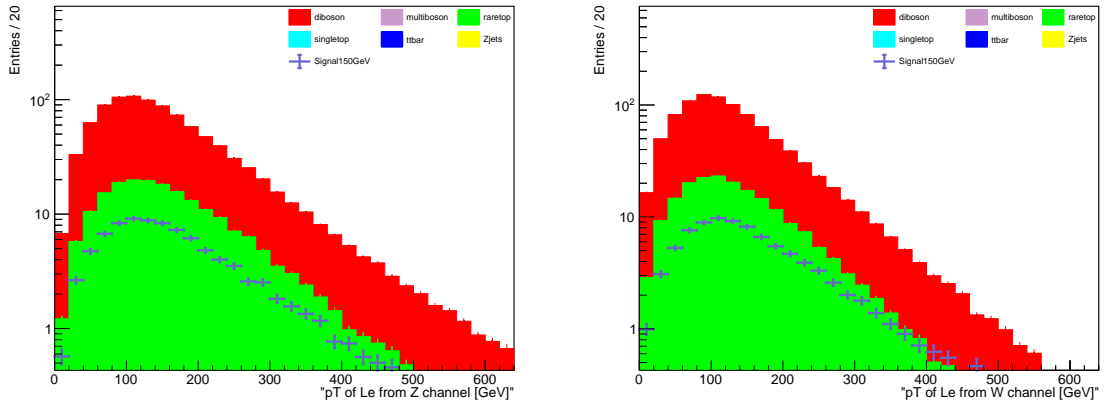 Entries / 20
diboson multiboson raretop
singletop ttbar Zjets
Signal150GeV
10²
10
1
0 100 200 300 400 500 600
"pT of Le from Z channel [GeV]"
Entries / 20
diboson multiboson raretop
singletop ttbar Zjets
Signal150GeV
10²
10
1
0 100 200 300 400 500 600
"pT of Le from W channel [GeV]"